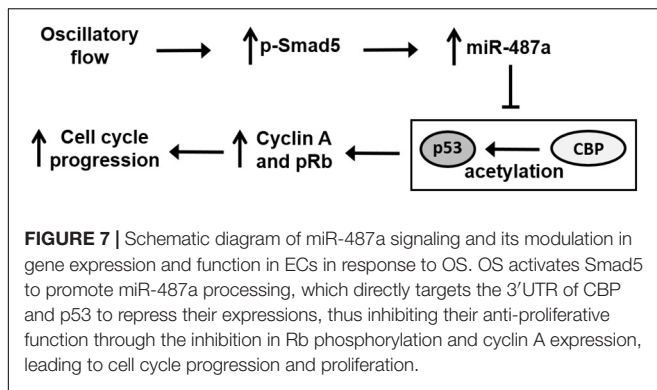 Oscillatory flow
↑ p-Smad5
↑ miR-487a
↑ Cell cycle progression
↑ Cyclin A and pRb
p53
CBP
acetylation
FIGURE 7 | Schematic diagram of miR-487a signaling and its modulation in
gene expression and function in ECs in response to OS. OS activates Smad5
to promote miR-487a processing, which directly targets the 3′UTR of CBP
and p53 to repress their expressions, thus inhibiting their anti-proliferative
function through the inhibition in Rb phosphorylation and cyclin A expression,
leading to cell cycle progression and proliferation.